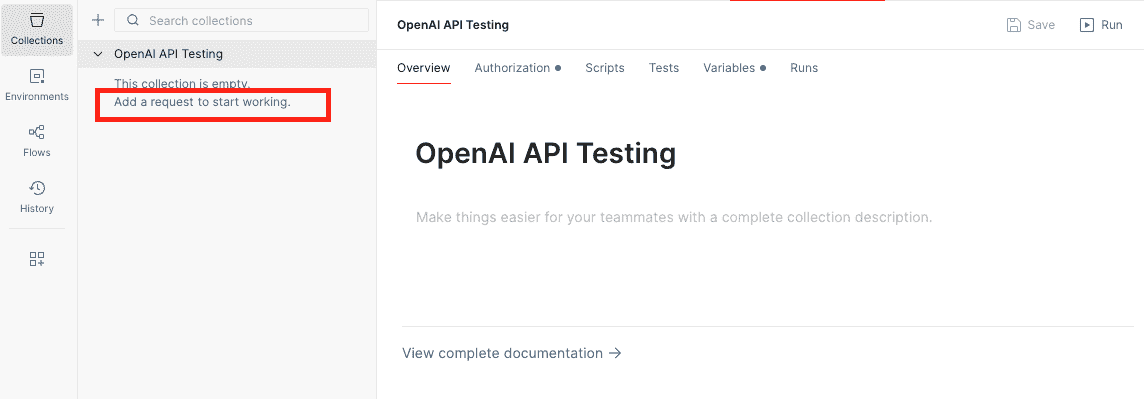 Collections
Environments
Flows
History
Search collections
OpenAI API Testing
This collection is empty.
Add a request to start working.
OpenAI API Testing
Save
Run
Overview
Authorization
Scripts
Tests
Variables
Runs
OpenAI API Testing
Make things easier for your teammates with a complete collection description.
View complete documentation →